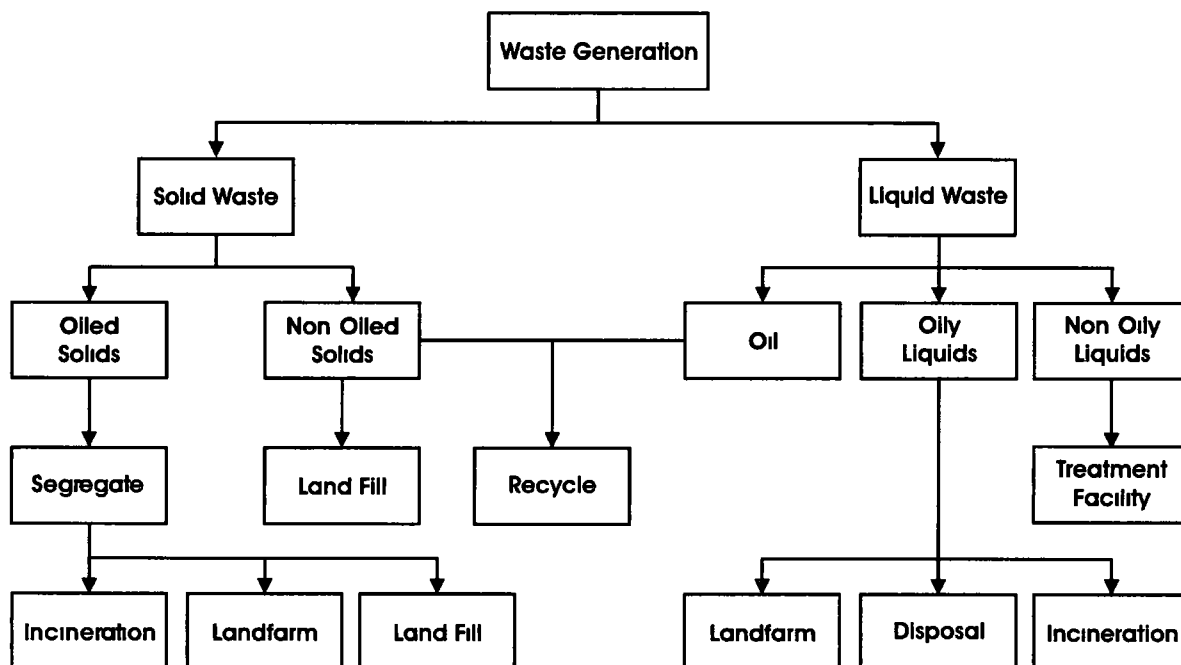 Waste Generation
Solid Waste
Liquid Waste
Oiled
Solids
Non Oiled
Solids
Oil
Oily
Liquids
Non Oily
Liquids
Segregate
Land Fill
Recycle
Treatment
Facility
Incineration
Landfarm
Land Fill
Landfarm
Disposal
Incineration